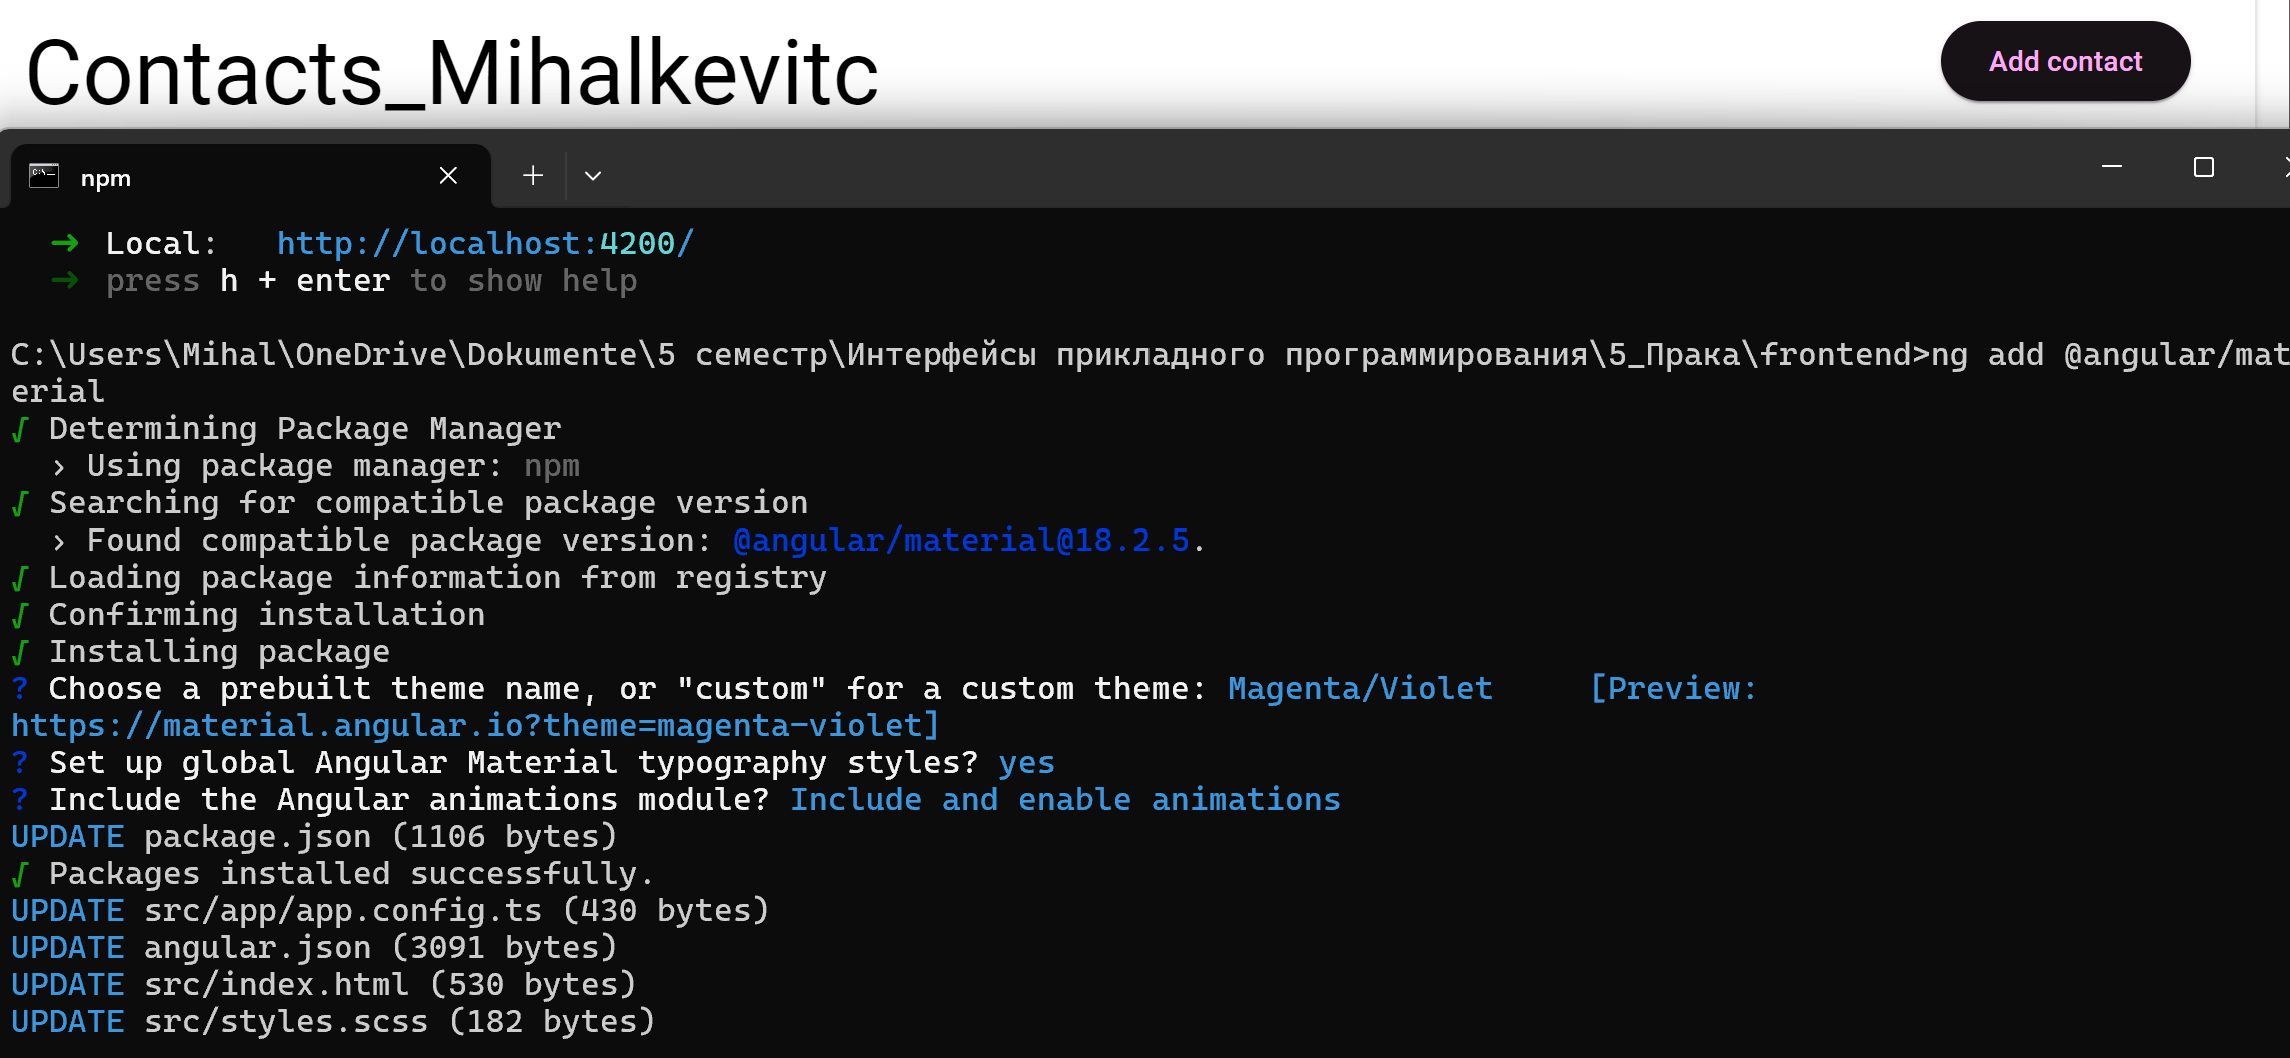 Contacts_Mihalkevitc
Add contact
npm
➜ Local: http://localhost:4200/
➜ press h + enter to show help
C:\Users\Mihal\OneDrive\Dokumente\5 семестр\Интерфейсы прикладного программирования\5_Прака\frontend>ng add @angular/mat
erial
√ Determining Package Manager
› Using package manager: npm
√ Searching for compatible package version
› Found compatible package version: @angular/material@18.2.5.
√ Loading package information from registry
√ Confirming installation
√ Installing package
? Choose a prebuilt theme name, or "custom" for a custom theme: Magenta/Violet [Preview:
https://material.angular.io?theme=magenta-violet]
? Set up global Angular Material typography styles? yes
? Include the Angular animations module? Include and enable animations
UPDATE package.json (1106 bytes)
√ Packages installed successfully.
UPDATE src/app/app.config.ts (430 bytes)
UPDATE angular.json (3091 bytes)
UPDATE src/index.html (530 bytes)
UPDATE src/styles.scss (182 bytes)